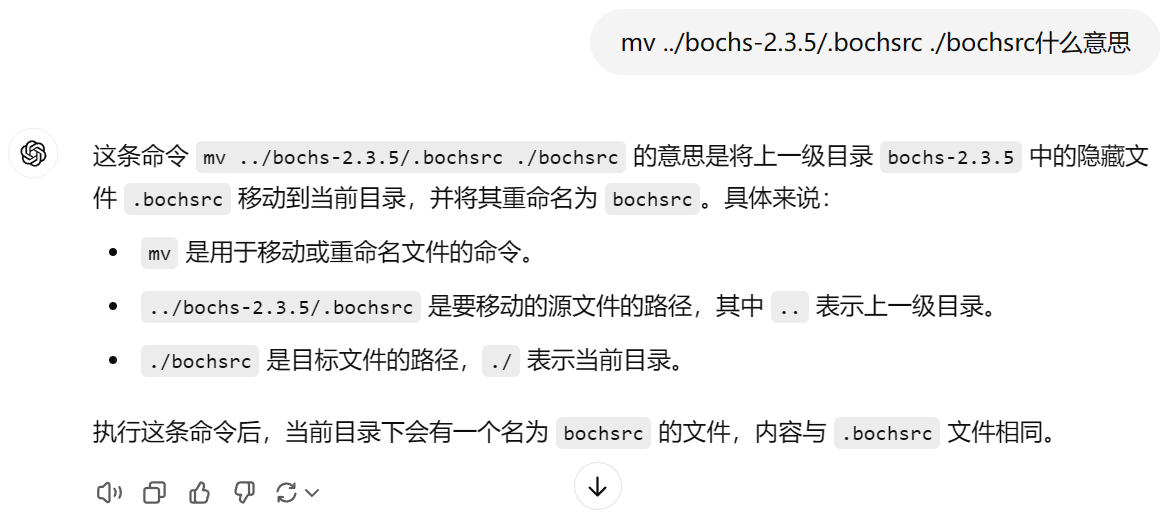 mv ../bochs-2.3.5/.bochsrc ./bochsrc什么意思
这条命令 mv ../bochs-2.3.5/.bochsrc ./bochsrc 的意思是将上一级目录 bochs-2.3.5 中的隐藏文
件 .bochsrc 移动到当前目录，并将其重命名为 bochsrc 。具体来说：
• mv 是用于移动或重命名文件的命令。
• ../bochs-2.3.5/.bochsrc 是要移动的源文件的路径，其中 .. 表示上一级目录。
• ./bochsrc 是目标文件的路径，./ 表示当前目录。
执行这条命令后，当前目录下会有一个名为 bochsrc 的文件，内容与 .bochsrc 文件相同。